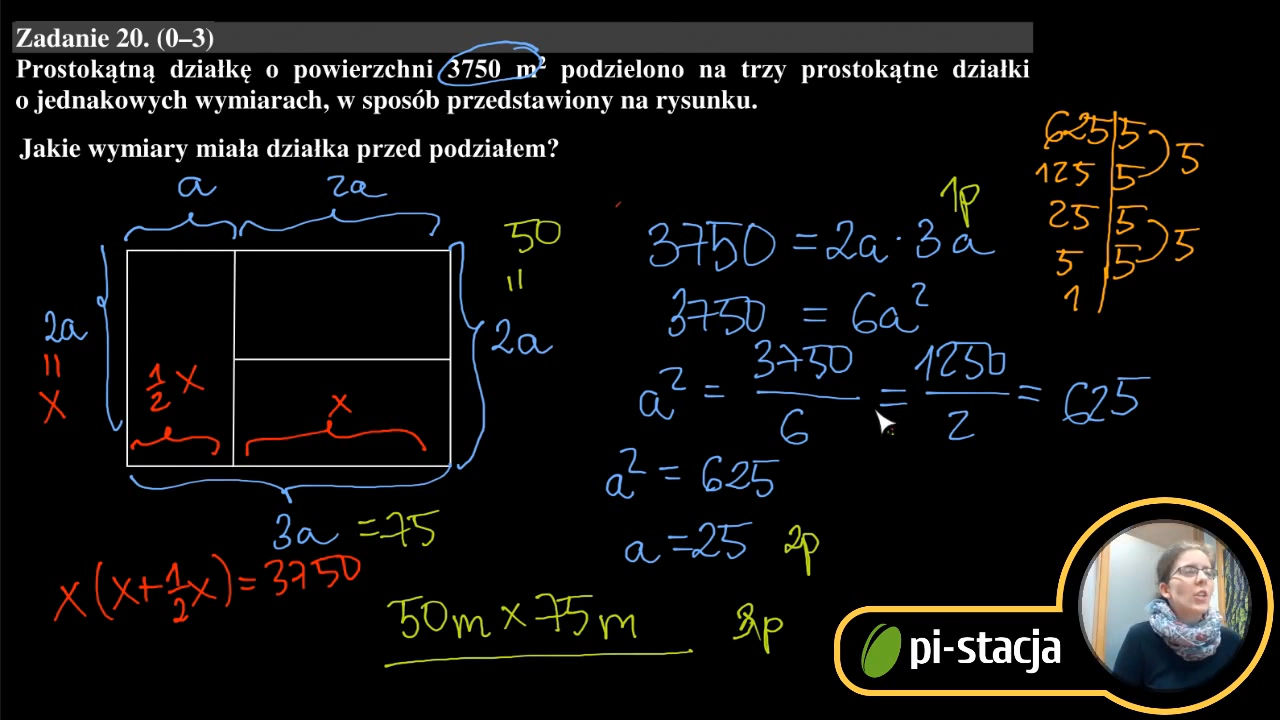 Zadanie 20. (0–3)
Prostokątną działkę o powierzchni 3750 m² podzielono na trzy prostokątne działki
o jednakowych wymiarach, w sposób przedstawiony na rysunku.
Jakie wymiary miała działka przed podziałem?
a 2a
2a
=
x
1/2 x
x
50
=
2a
3a = 75
x(x+1/2x) = 3750
50m × 75m 3p
1p
3750 = 2a · 3a
3750 = 6a²
a² = 3750/6 = 1250/2 = 625
a² = 625
a = 25 2p
625 | 5
125 | 5
5
25 | 5
5 | 5
5
1 |
pi-stacja